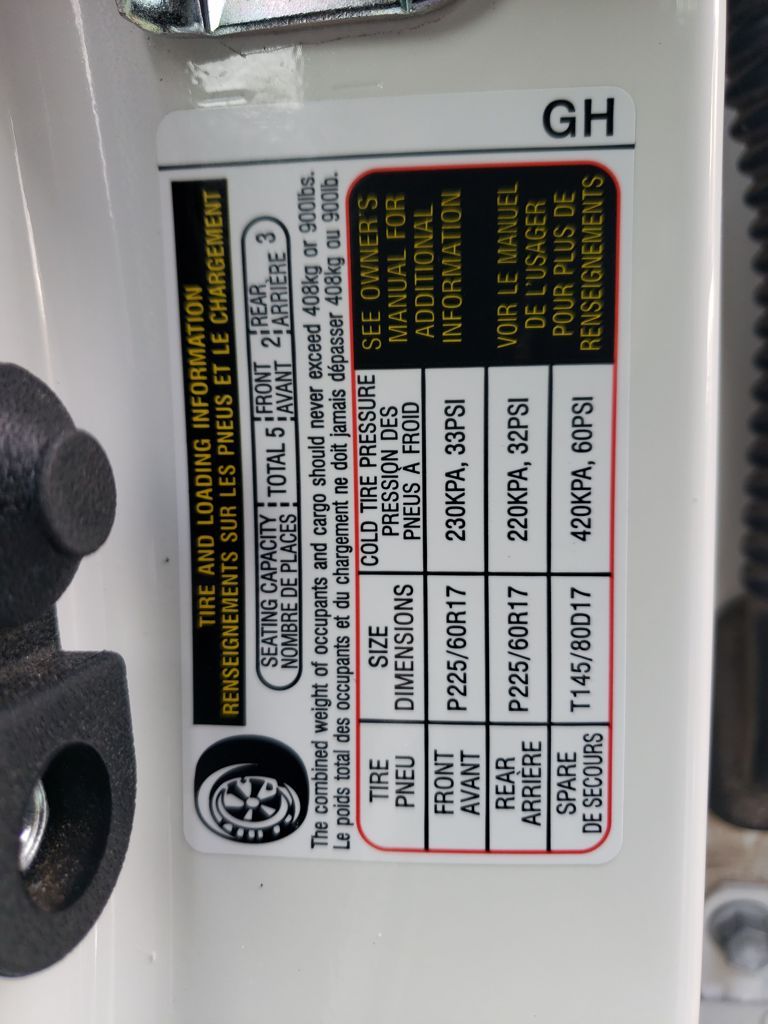 TIRE AND LOADING INFORMATION
RENSEIGNEMENTS SUR LES PNEUS ET LE CHARGEMENT
SEATING CAPACITY TOTAL 5 FRONT 2 REAR 3
NOMBRE DE PLACES AVANT ARRIÈRE
The combined weight of occupants and cargo should never exceed 408kg or 900lbs.
Le poids total des occupants et du chargement ne doit jamais dépasser 408kg ou 900lb.
TIRE SIZE COLD TIRE PRESSURE
PNEU DIMENSIONS PRESSION DES
PNEUS À FROID
FRONT P225/60R17 230KPA, 33PSI
AVANT
REAR P225/60R17 220KPA, 32PSI
ARRIÈRE
SPARE T145/80D17 420KPA, 60PSI
DE SECOURS
SEE OWNER'S
MANUAL FOR
ADDITIONAL
INFORMATION
VOIR LE MANUEL
DE L'USAGER
POUR PLUS DE
RENSEIGNEMENTS
GH